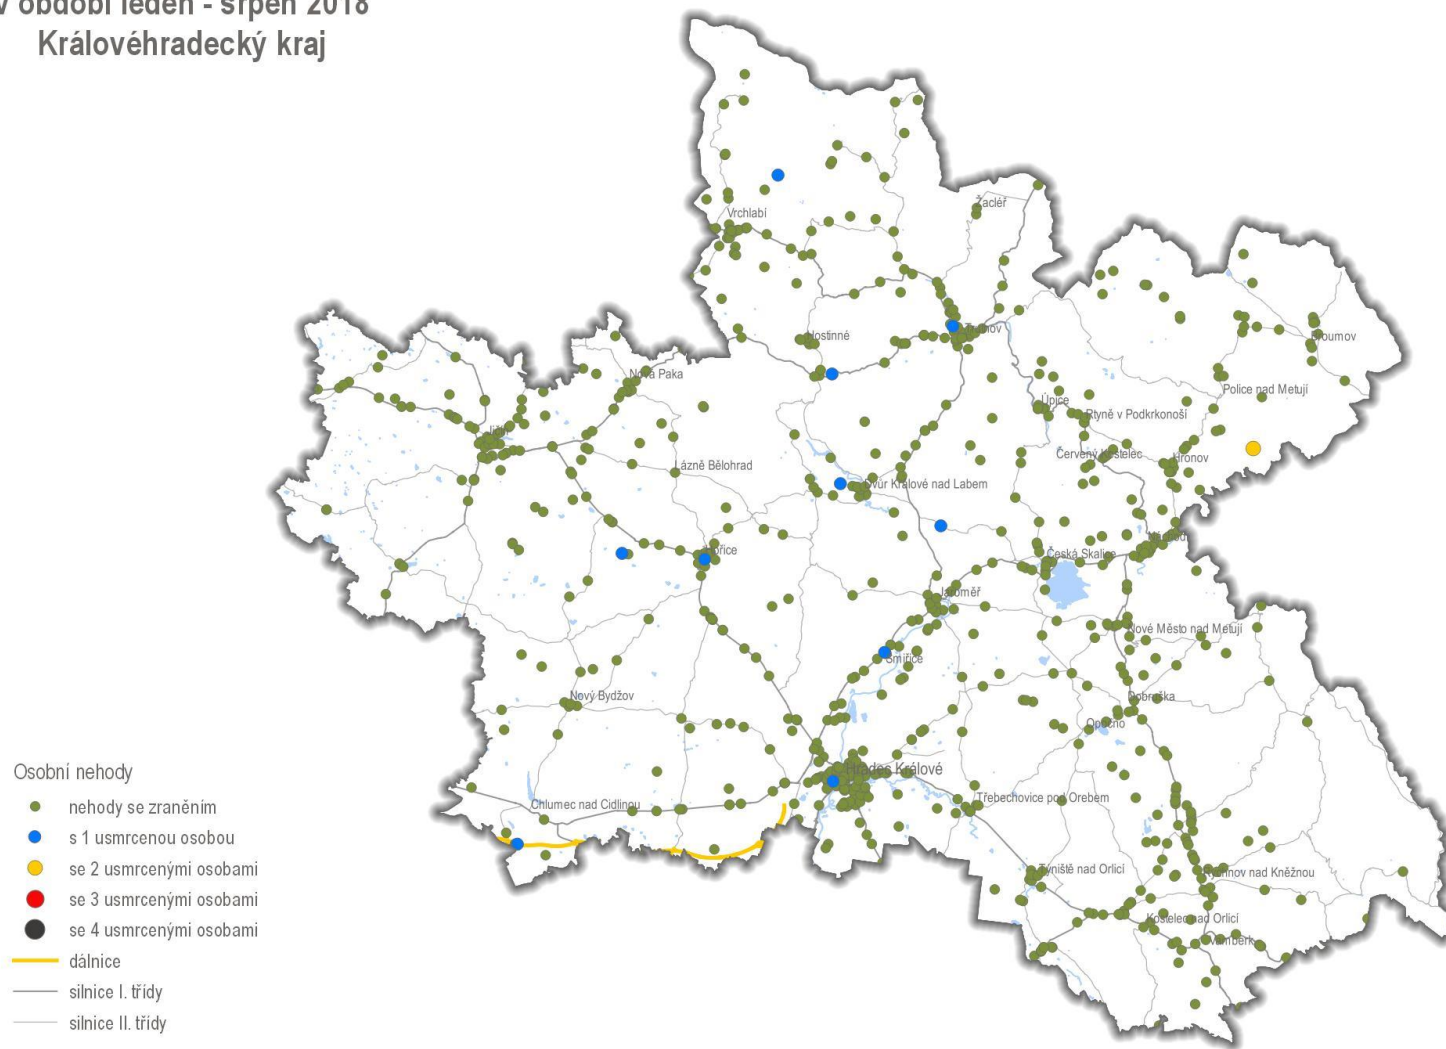 v období leden - srpen 2018
Královéhradecký kraj
Žacléř
Vrchlabí
Trutnov
Hostinné
Broumov
Nová Paka
Police nad Metují
Úpice
Rtyně v Podkrkonoší
Jičín
Červený Kostelec
Hronov
Lázně Bělohrad
Dvůr Králové nad Labem
Náchod
Hořice
Česká Skalice
Jaroměř
Nové Město nad Metují
Smiřice
Nový Bydžov
Dobruška
Opočno
Hradec Králové
Třebechovice pod Orebem
Chlumec nad Cidlinou
Týniště nad Orlicí
Rychnov nad Kněžnou
Kostelec nad Orlicí
Vamberk
Osobní nehody
nehody se zraněním
s 1 usmrcenou osobou
se 2 usmrcenými osobami
se 3 usmrcenými osobami
se 4 usmrcenými osobami
dálnice
silnice I. třídy
silnice II. třídy